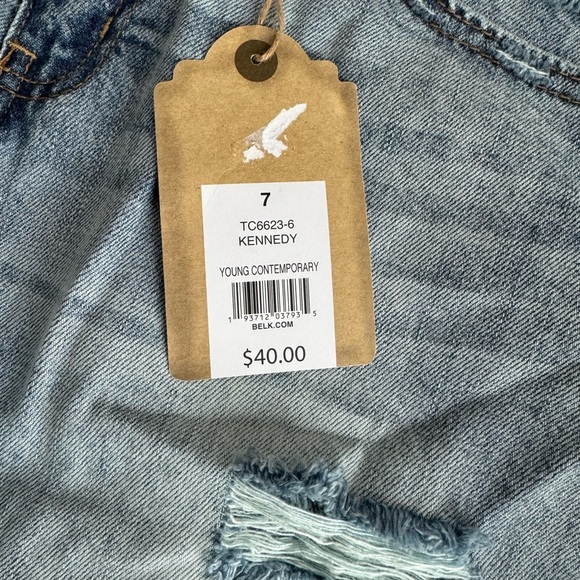 7
TC6623-6
KENNEDY
YOUNG CONTEMPORARY
1 93712 03793 5
BELK.COM
$40.00